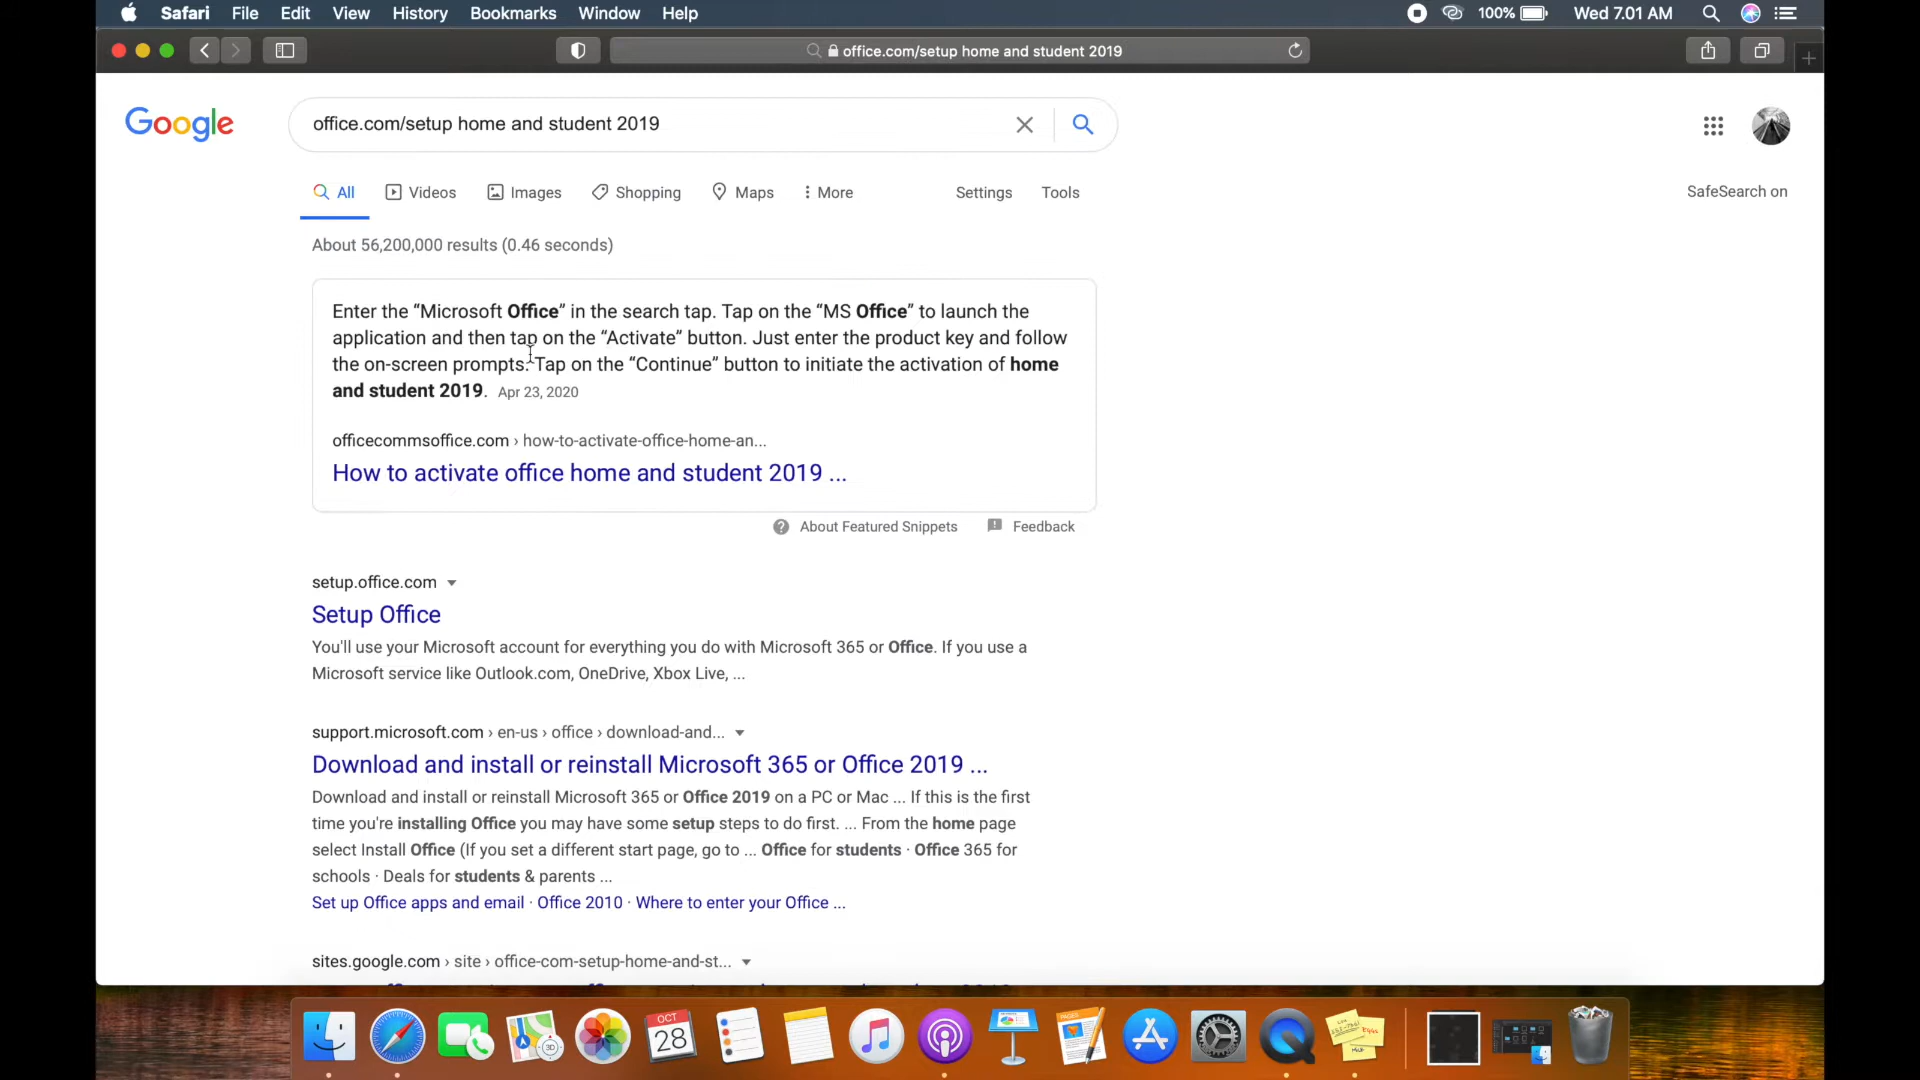 Safari File Edit View History Bookmarks Window Help 100% Wed 7.01 AM
office.com/setup home and student 2019
Google office.com/setup home and student 2019
All Videos Images Shopping Maps More Settings Tools SafeSearch on
About 56,200,000 results (0.46 seconds)
Enter the “Microsoft Office” in the search tap. Tap on the “MS Office” to launch the
application and then tap on the “Activate” button. Just enter the product key and follow
the on-screen prompts. Tap on the “Continue” button to initiate the activation of home
and student 2019. Apr 23, 2020
officecommsoffice.com › how-to-activate-office-home-an...
How to activate office home and student 2019 ...
About Featured Snippets Feedback
setup.office.com
Setup Office
You'll use your Microsoft account for everything you do with Microsoft 365 or Office. If you use a
Microsoft service like Outlook.com, OneDrive, Xbox Live, ...
support.microsoft.com › en-us › office › download-and...
Download and install or reinstall Microsoft 365 or Office 2019 ...
Download and install or reinstall Microsoft 365 or Office 2019 on a PC or Mac ... If this is the first
time you're installing Office you may have some setup steps to do first. ... From the home page
select Install Office (If you set a different start page, go to ... Office for students · Office 365 for
schools · Deals for students & parents ...
Set up Office apps and email · Office 2010 · Where to enter your Office ...
sites.google.com › site › office-com-setup-home-and-st...
OCT
28
3D
PAGES